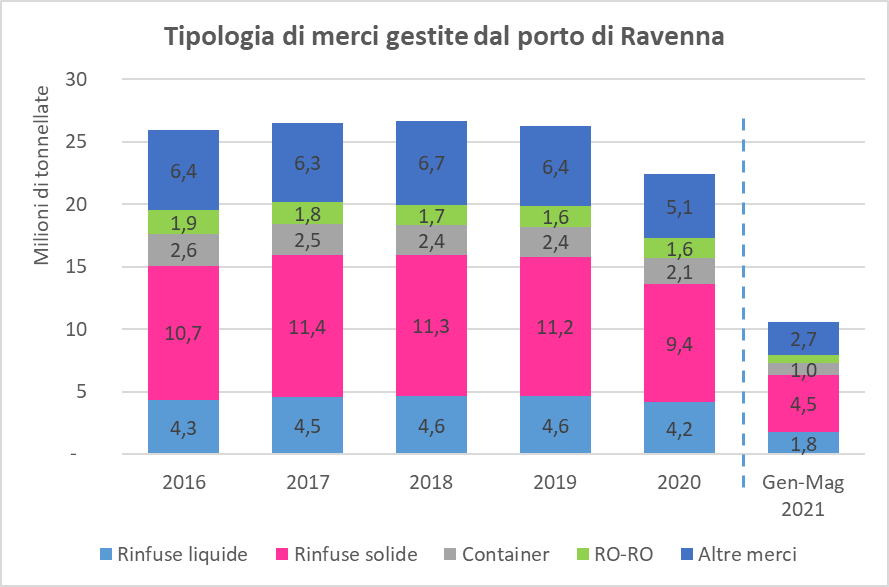 Tipologia di merci gestite dal porto di Ravenna
Milioni di tonnellate
30
25
20
15
10
5
-
6,4 6,3 6,7 6,4 5,1 2,7
1,9 1,8 1,7 1,6 1,6
2,6 2,5 2,4 2,4 2,1 1,0
10,7 11,4 11,3 11,2 9,4 4,5
4,3 4,5 4,6 4,6 4,2 1,8
2016 2017 2018 2019 2020 Gen-Mag
2021
Rinfuse liquide Rinfuse solide Container RO-RO Altre merci